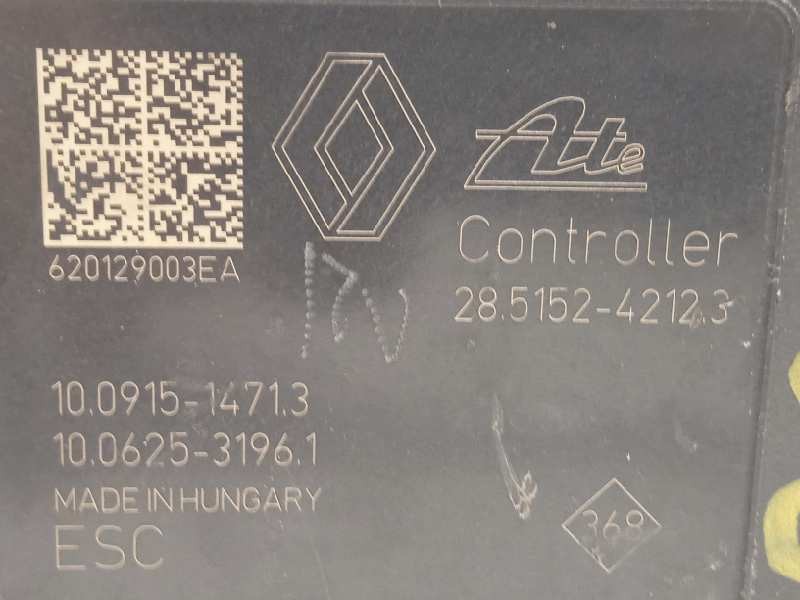 620129003EA
Ate
Controller
28.5152-4212.3
10.0915-1471.3
10.0625-3196.1
MADE IN HUNGARY
ESC
368